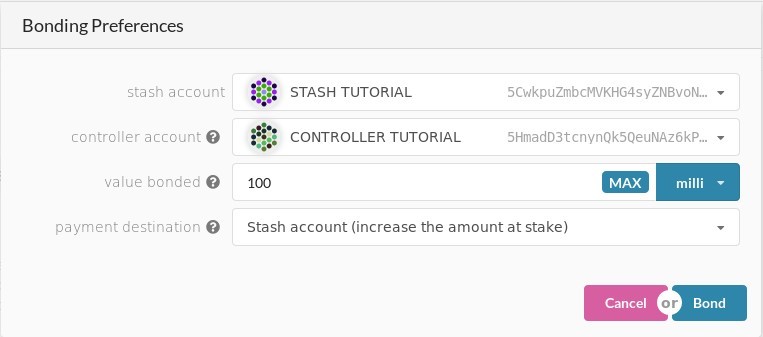 Bonding Preferences
stash account STASH TUTORIAL 5CwkpuZmbcMVKHG4syZNBvoN...
controller account ? CONTROLLER TUTORIAL 5HmadD3tcnynQk5QeuNAz6kP...
value bonded ? 100 MAX milli
payment destination ? Stash account (increase the amount at stake)
Cancel or Bond